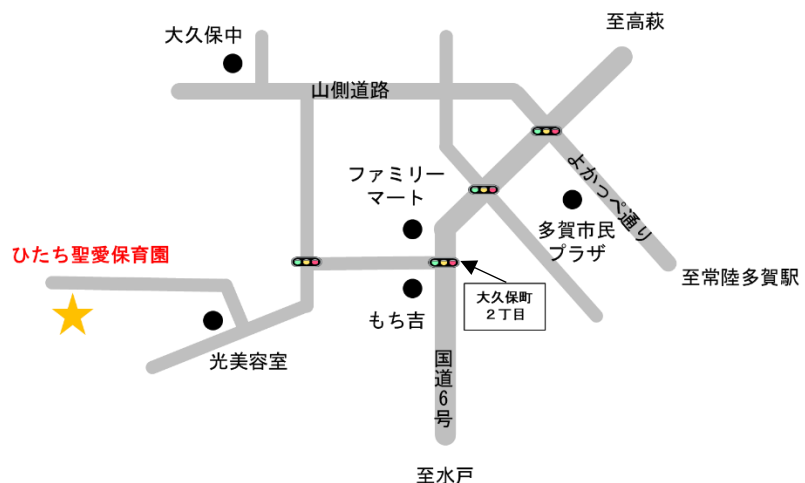 至高萩
大久保中
山側道路
よかっぺ通り
ファミリー
マート
多賀市民
プラザ
ひたち聖愛保育園
至常陸多賀駅
大久保町
2丁目
もち吉
光美容室
国道6号
至水戸